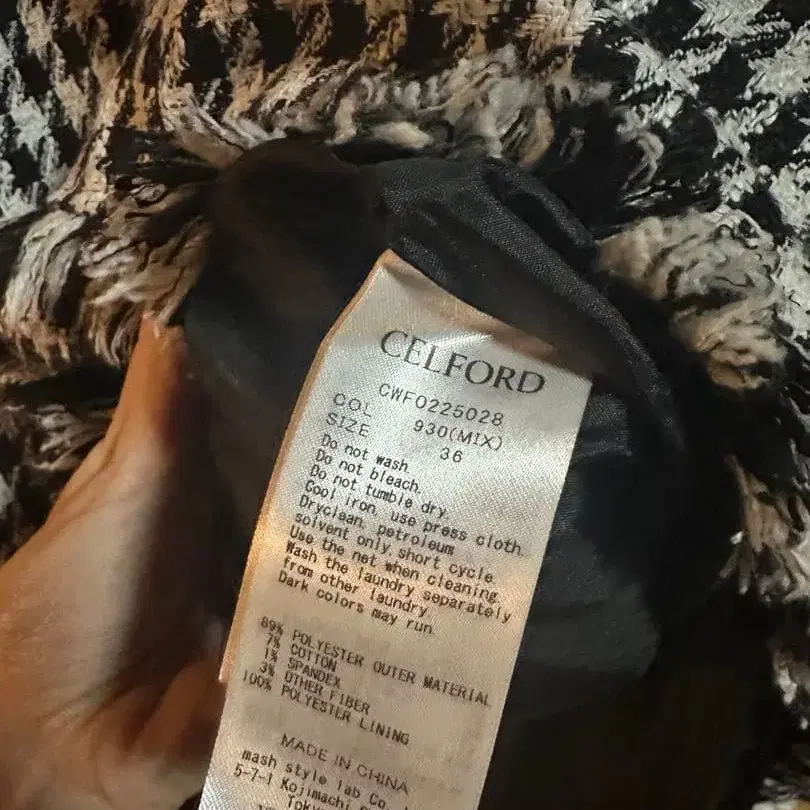 CELFORD
CWFO225028
COL 930(MIX)
SIZE 36
Do not wash.
Do not bleach.
Do not tumble dry.
Cool iron, use press cloth.
Dryclean, petroleum
solvent only, short cycle.
Use the net when cleaning.
Wash the laundry separately
from other laundry.
Dark colors may run.
89% POLYESTER OUTER MATERIAL
7% COTTON
1% SPANDEX
3% OTHER FIBER
100% POLYESTER LINING
MADE IN CHINA
mash style lab Co.
5-7-1 Kojimachi